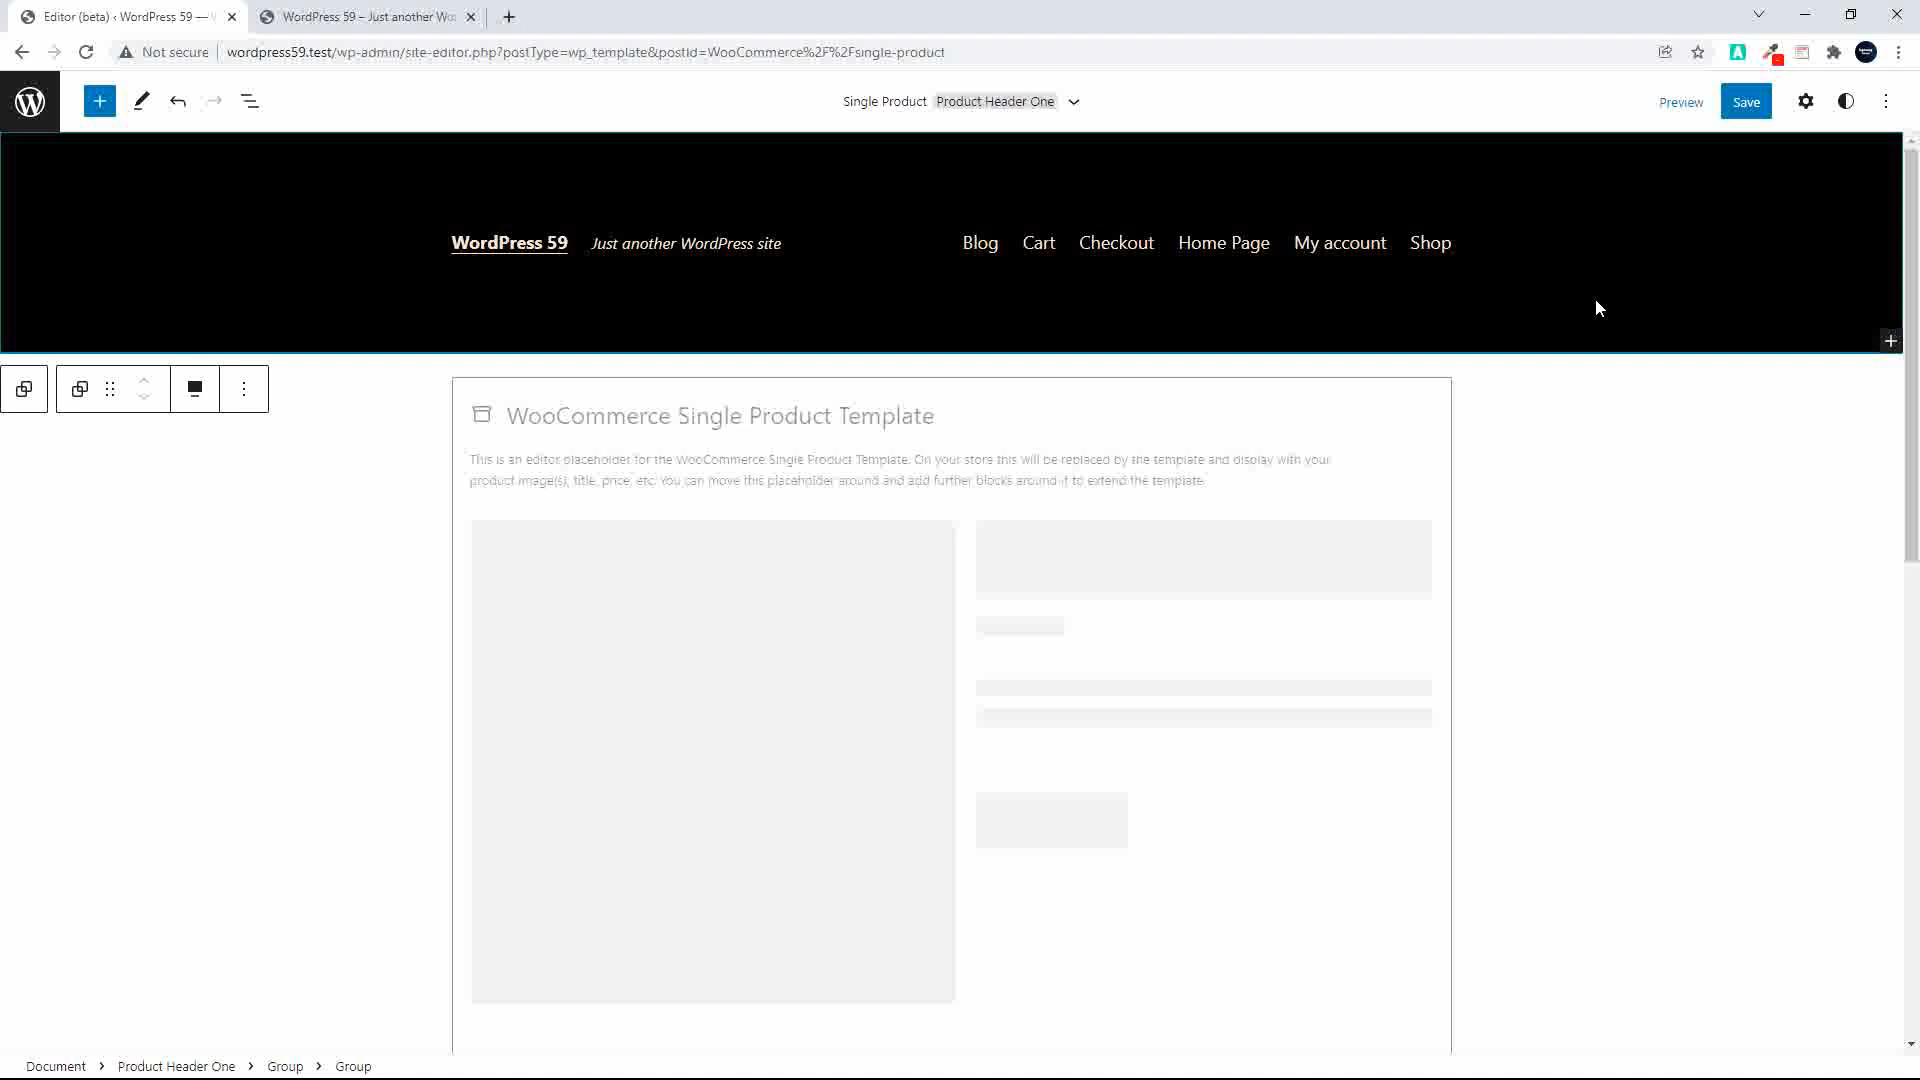 Editor (beta) ‹ WordPress 59 —
WordPress 59 – Just another Wo
Not secure
wordpress59.test/wp-admin/site-editor.php?postType=wp_template&postId=WooCommerce%2F%2Fsingle-product
Single Product Product Header One
Preview
Save
WordPress 59
Just another WordPress site
Blog
Cart
Checkout
Home Page
My account
Shop
WooCommerce Single Product Template
This is an editor placeholder for the WooCommerce Single Product Template. On your store this will be replaced by the template and display with your
product image(s), title, price, etc. You can move this placeholder around and add further blocks around it to extend the template.
Document
Product Header One
Group
Group